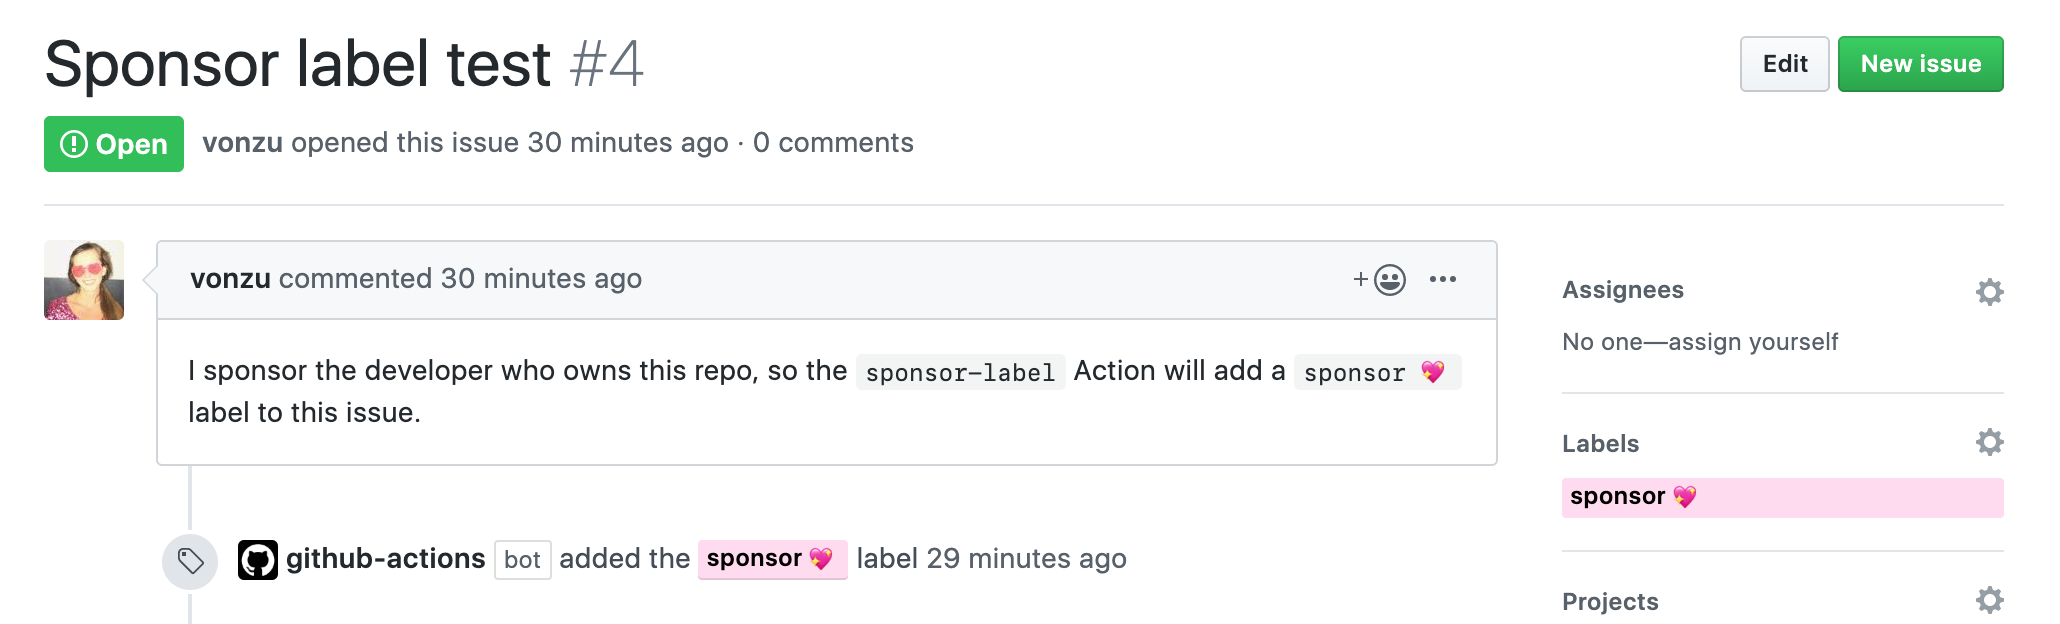 Sponsor label test #4
Edit
New issue
Open
vonzu opened this issue 30 minutes ago · 0 comments
vonzu commented 30 minutes ago
I sponsor the developer who owns this repo, so the sponsor-label Action will add a sponsor 💖
label to this issue.
github-actions bot added the sponsor 💖 label 29 minutes ago
Assignees
No one—assign yourself
Labels
sponsor 💖
Projects